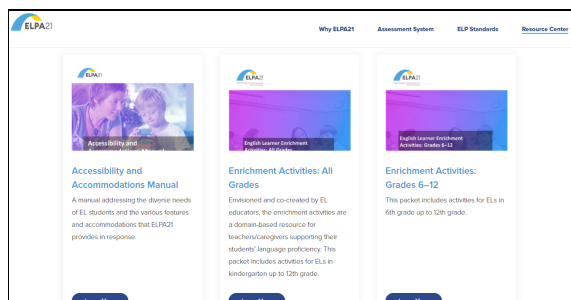 ELPA21
Why ELPA21
Assessment System
ELP Standards
Resource Center
ELPA21
Accessibility and
Accessibility and
Accommodations Manual
A manual addressing the diverse needs
of EL students and the various features
and accommodations that ELPA21
provides in response.
ELPA21
English Learner Enrichment
Activities: All Grades
Enrichment Activities: All
Grades
Envisioned and co-created by EL
educators, the enrichment activities are
a domain-based resource for
teachers/caregivers supporting their
students' language proficiency. This
packet includes activities for ELs in
kindergarten up to 12th grade.
ELPA21
English Learner Enrichment
Activities: Grades 6–12
Enrichment Activities:
Grades 6–12
This packet includes activities for ELs in
6th grade up to 12th grade.